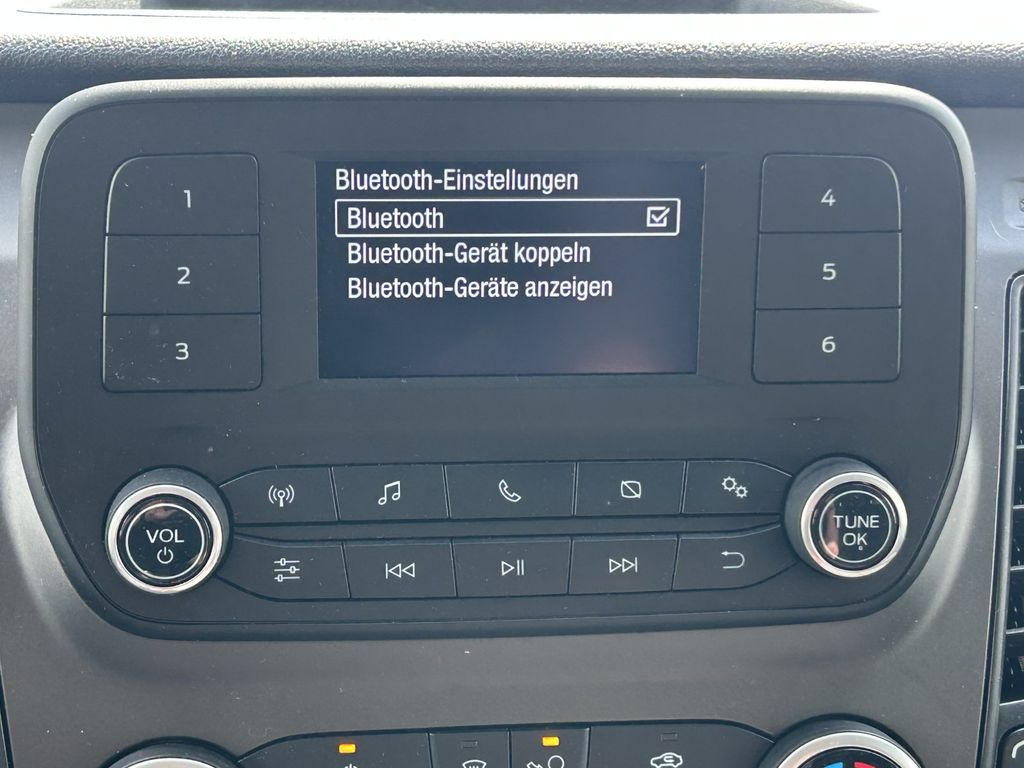 Bluetooth-Einstellungen
Bluetooth
Bluetooth-Gerät koppeln
Bluetooth-Geräte anzeigen
1
2
3
4
5
6
VOL
TUNE
OK